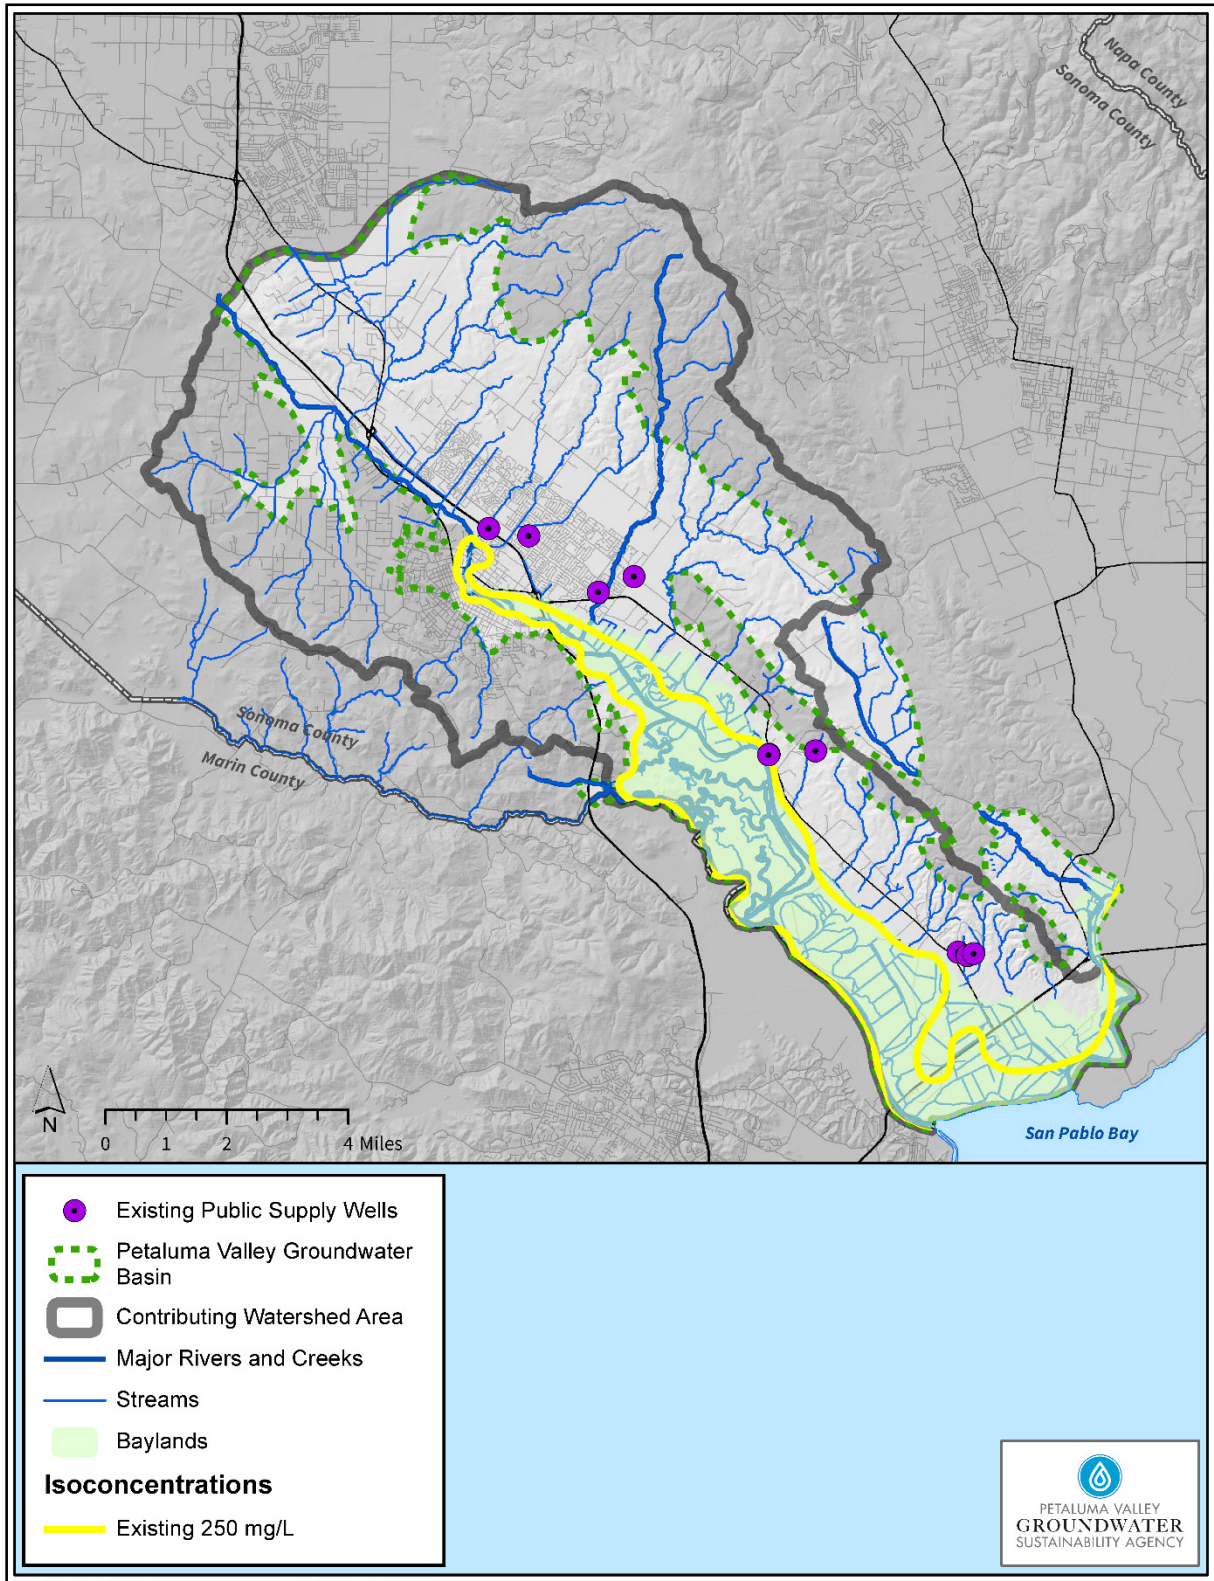 Napa County
Sonoma County
Sonoma County
Marin County
N
0 1 2 4 Miles
San Pablo Bay
Existing Public Supply Wells
Petaluma Valley Groundwater
Basin
Contributing Watershed Area
Major Rivers and Creeks
Streams
Baylands
Isoconcentrations
Existing 250 mg/L
PETALUMA VALLEY
GROUNDWATER
SUSTAINABILITY AGENCY